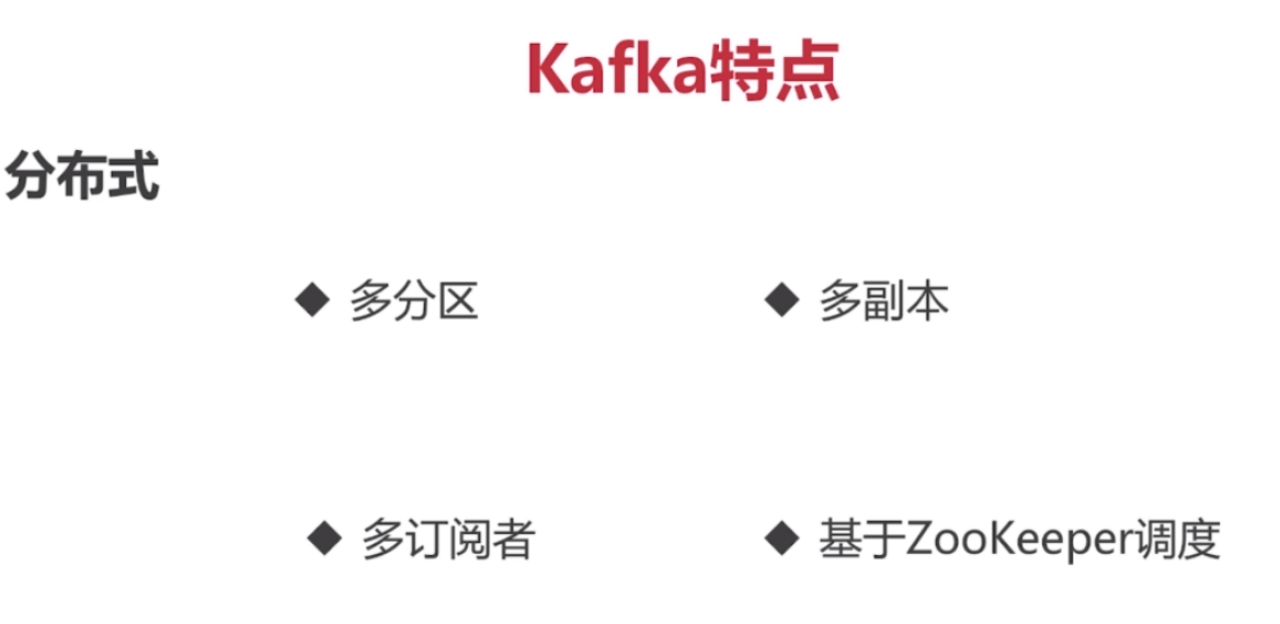 Kafka特点
分布式
◆ 多分区
◆ 多副本
◆ 多订阅者
◆ 基于ZooKeeper调度